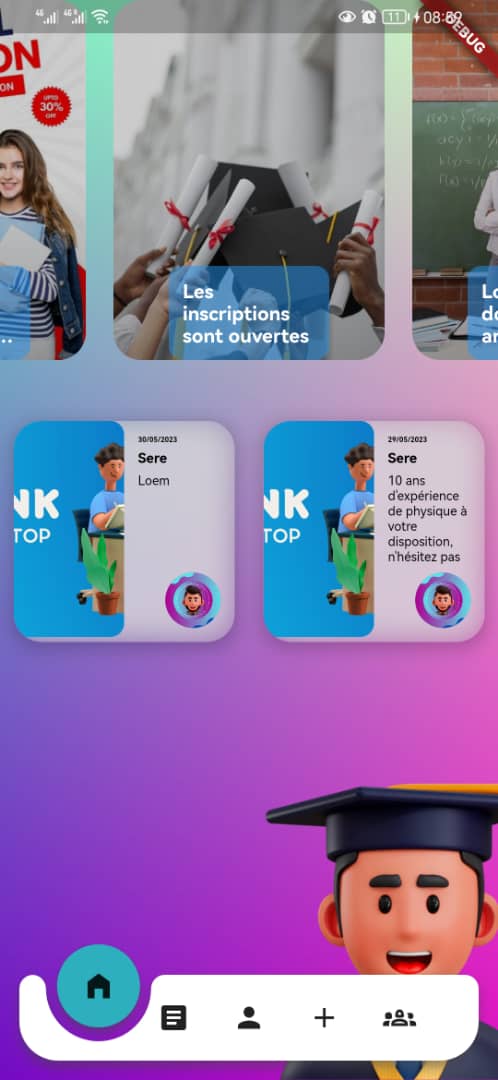 4G 4G 11 08:59
DEBUG
L
ON
ON
UPTO
30%
OFF
..
Les
inscriptions
sont ouvertes
Lo
do
an
NK
TOP
30/05/2023
Sere
Loem
NK
TOP
29/05/2023
Sere
10 ans
d'expérience
de physique à
votre
disposition,
n'hésitez pas